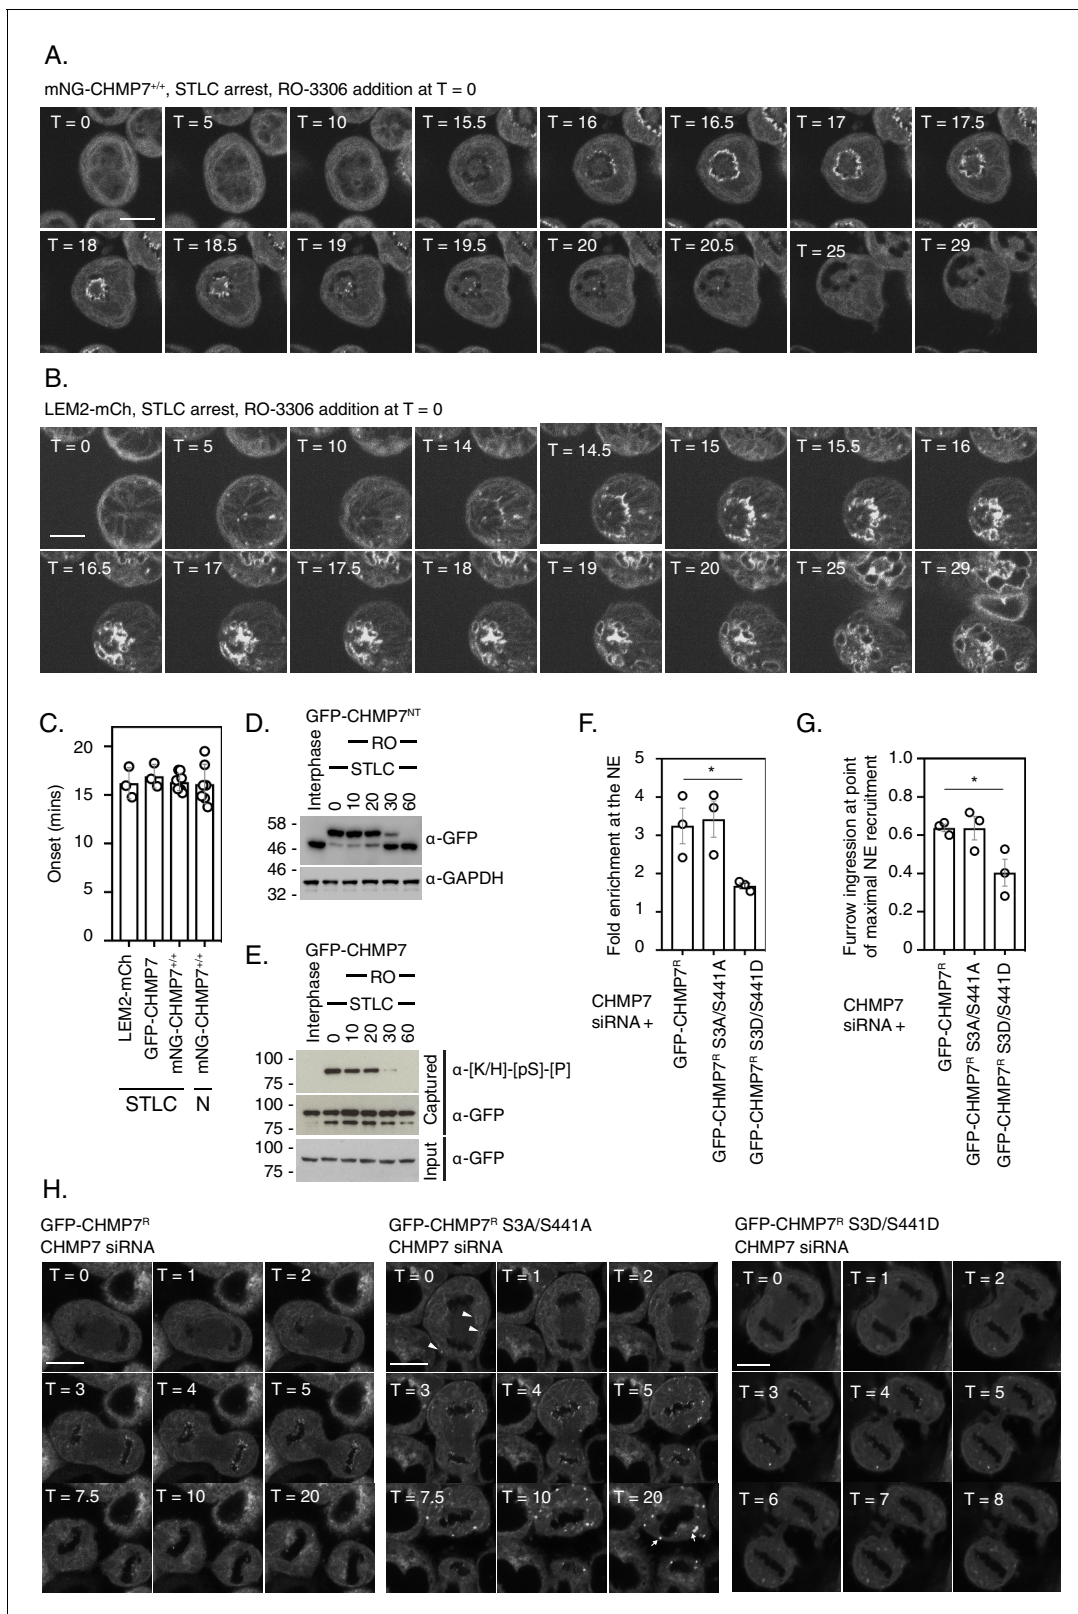 A.
mNG-CHMP7+/+, STLC arrest, RO-3306 addition at T = 0
T = 0 T = 5 T = 10 T = 15.5 T = 16 T = 16.5 T = 17 T = 17.5
T = 18 T = 18.5 T = 19 T = 19.5 T = 20 T = 20.5 T = 25 T = 29
B.
LEM2-mCh, STLC arrest, RO-3306 addition at T = 0
T = 0 T = 5 T = 10 T = 14 T = 14.5 T = 15 T = 15.5 T = 16
T = 16.5 T = 17 T = 17.5 T = 18 T = 19 T = 20 T = 25 T = 29
C.
Onset (mins)
20
15
10
5
0
LEM2-mCh
GFP-CHMP7
mNG-CHMP7+/+
mNG-CHMP7+/+
STLC N
D.
GFP-CHMP7NT
Interphase
RO
STLC
0 10 20 30 60
58 -
46 -
α-GFP
46 -
32 -
α-GAPDH
E.
GFP-CHMP7
Interphase
RO
STLC
0 10 20 30 60
100 -
75 -
α-[K/H]-[pS]-[P]
100 -
75 -
α-GFP
Captured
100 -
75 -
α-GFP
Input
F.
Fold enrichment at the NE
5
4
3
2
1
0
*
CHMP7
siRNA +
GFP-CHMP7R
GFP-CHMP7R S3A/S441A
GFP-CHMP7R S3D/S441D
G.
Furrow ingression at point
of maximal NE recruitment
1.0
0.8
0.6
0.4
0.2
0
*
CHMP7
siRNA +
GFP-CHMP7R
GFP-CHMP7R S3A/S441A
GFP-CHMP7R S3D/S441D
H.
GFP-CHMP7R
CHMP7 siRNA
T = 0 T = 1 T = 2
T = 3 T = 4 T = 5
T = 7.5 T = 10 T = 20
GFP-CHMP7R S3A/S441A
CHMP7 siRNA
T = 0 T = 1 T = 2
T = 3 T = 4 T = 5
T = 7.5 T = 10 T = 20
GFP-CHMP7R S3D/S441D
CHMP7 siRNA
T = 0 T = 1 T = 2
T = 3 T = 4 T = 5
T = 6 T = 7 T = 8